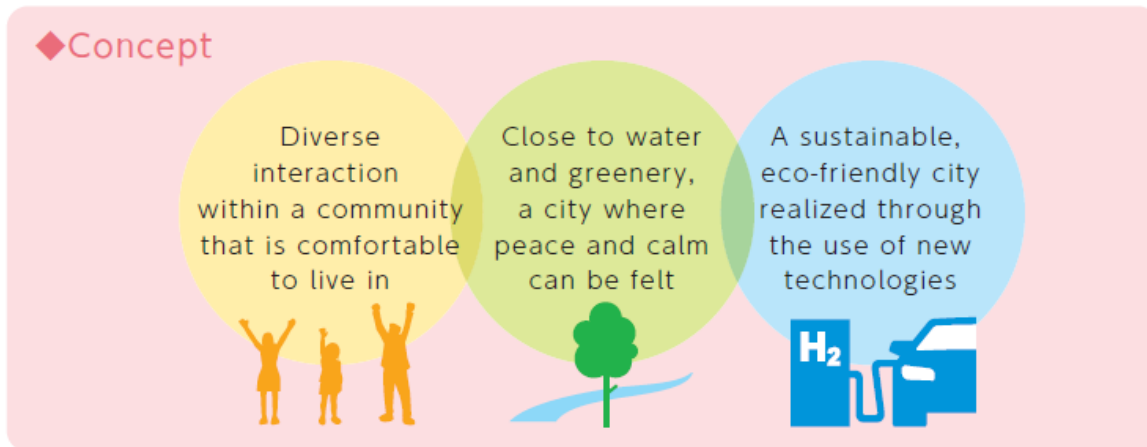 ◆Concept
Diverse
interaction
within a community
that is comfortable
to live in
Close to water
and greenery,
a city where
peace and calm
can be felt
A sustainable,
eco-friendly city
realized through
the use of new
technologies
H₂